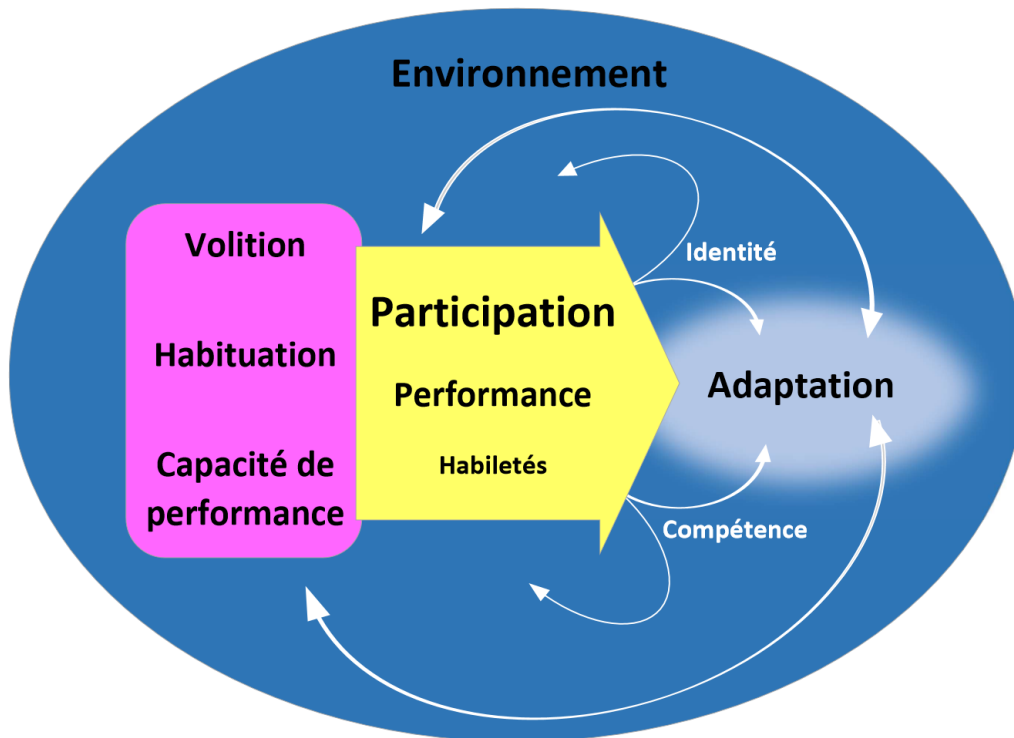 Environnement
Volition
Habituation
Capacité de
performance
Participation
Performance
Habiletés
Identité
Adaptation
Compétence